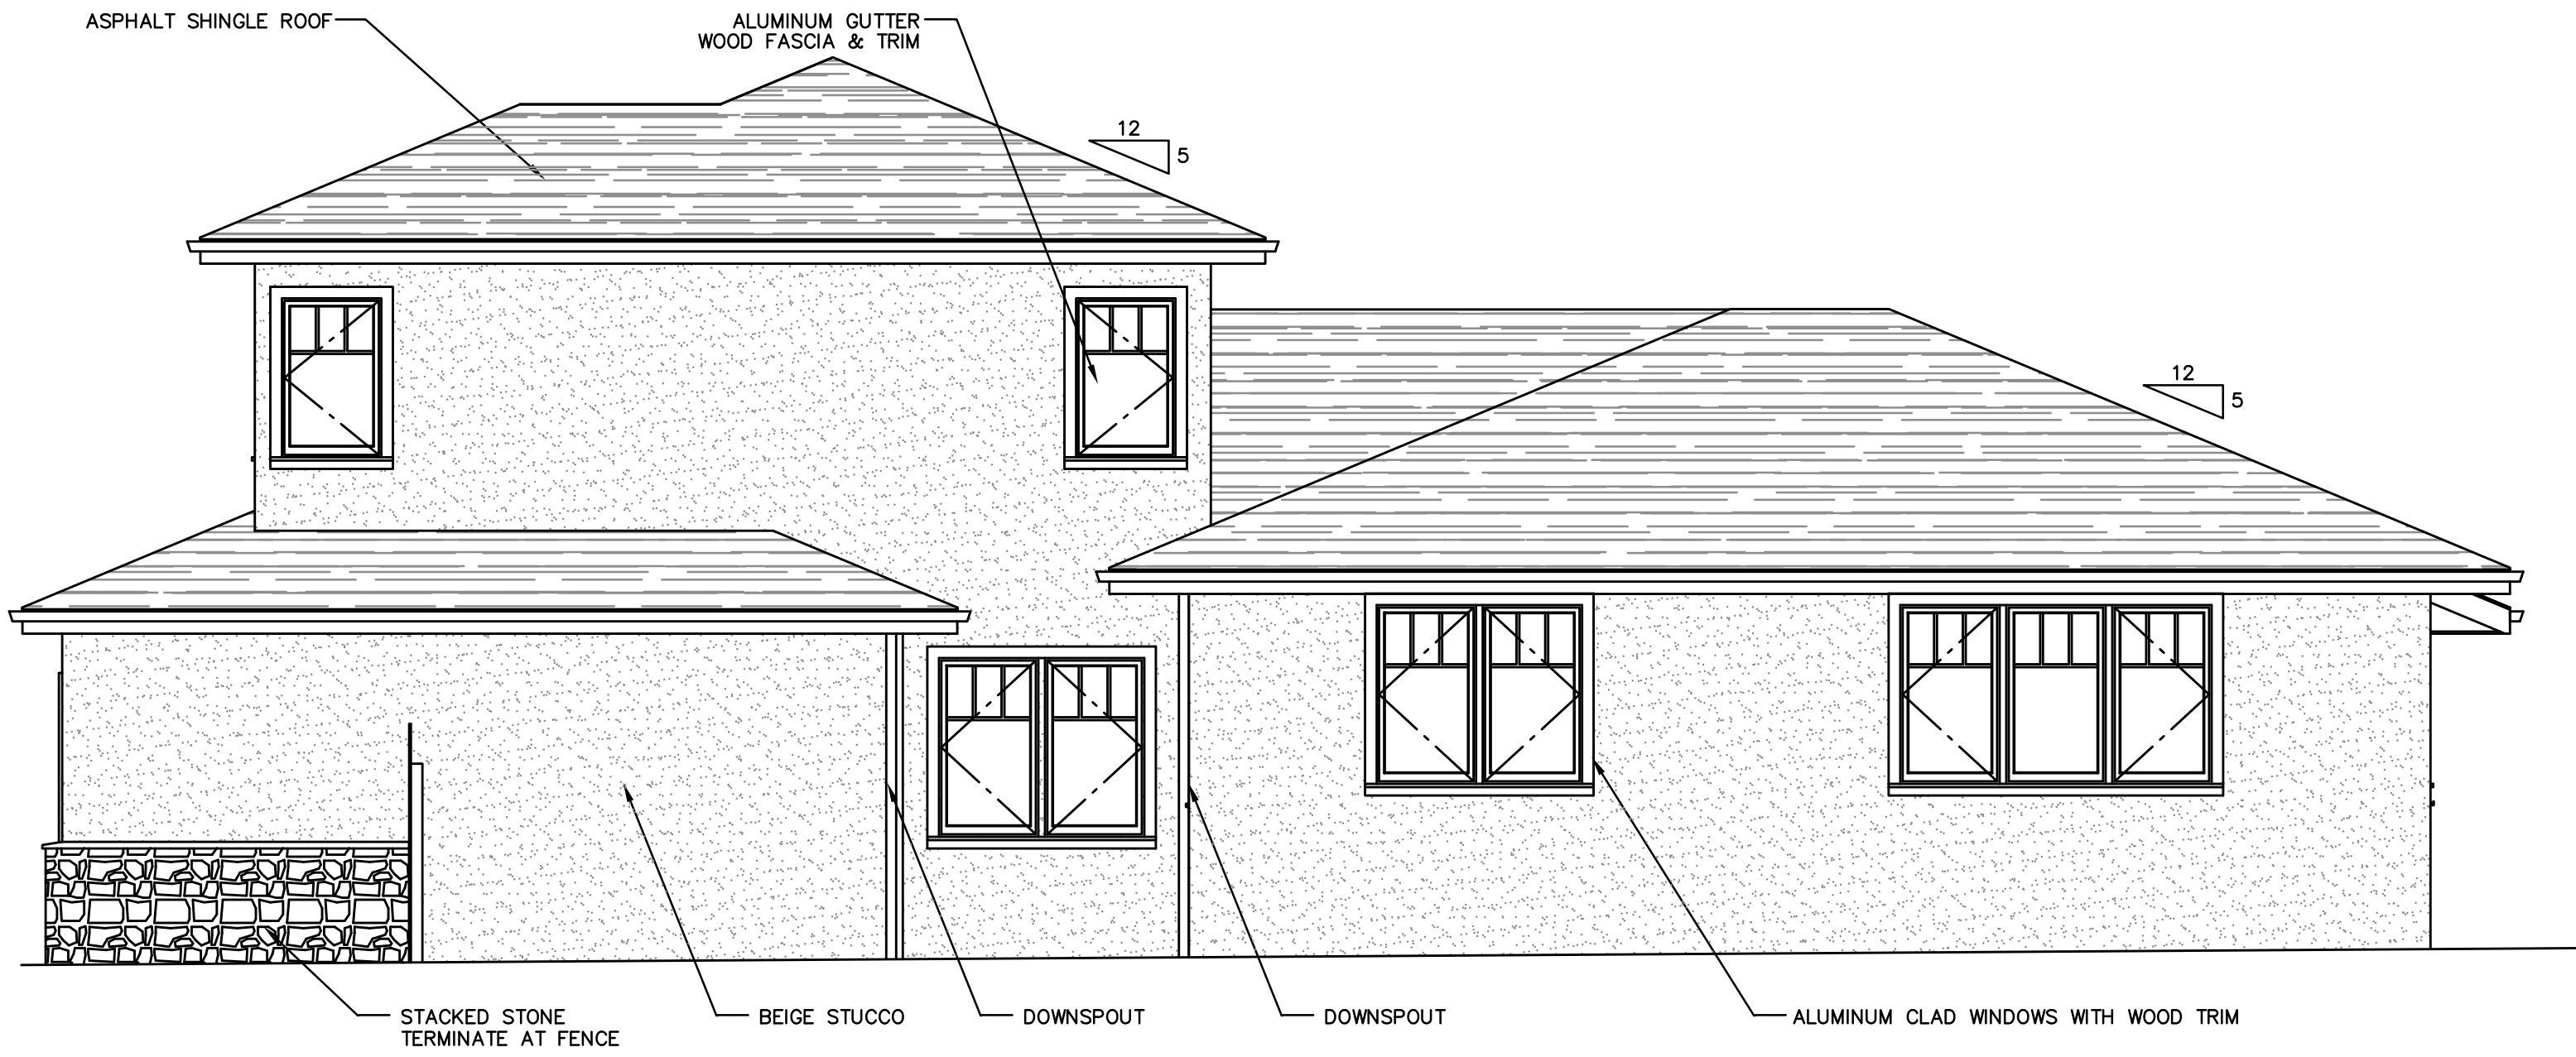 ASPHALT SHINGLE ROOF
ALUMINUM GUTTER
WOOD FASCIA & TRIM
12
5
12
5
STACKED STONE
TERMINATE AT FENCE
BEIGE STUCCO
DOWNSPOUT
DOWNSPOUT
ALUMINUM CLAD WINDOWS WITH WOOD TRIM